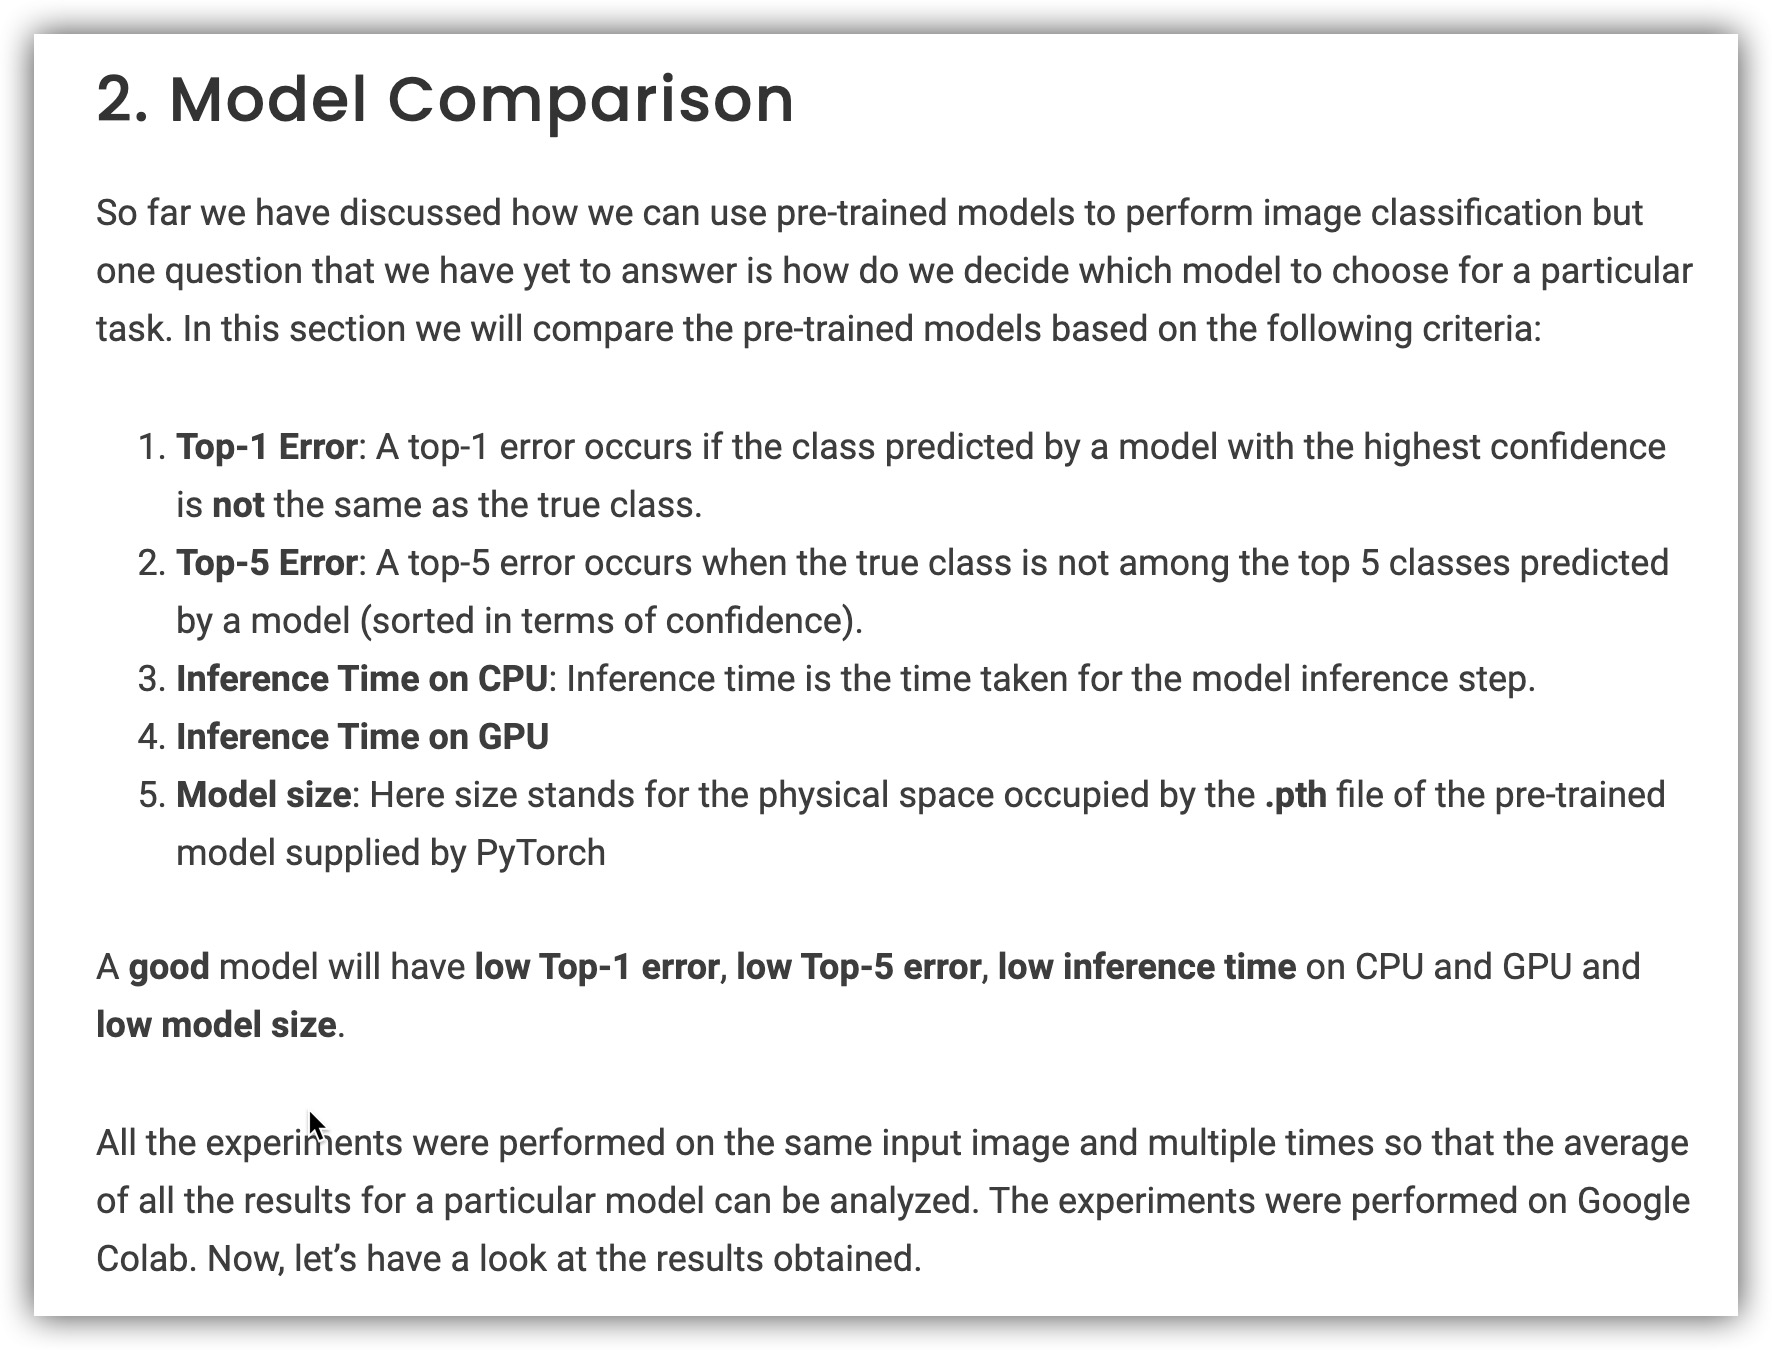 2. Model Comparison
So far we have discussed how we can use pre-trained models to perform image classification but
one question that we have yet to answer is how do we decide which model to choose for a particular
task. In this section we will compare the pre-trained models based on the following criteria:
1. Top-1 Error: A top-1 error occurs if the class predicted by a model with the highest confidence
is not the same as the true class.
2. Top-5 Error: A top-5 error occurs when the true class is not among the top 5 classes predicted
by a model (sorted in terms of confidence).
3. Inference Time on CPU: Inference time is the time taken for the model inference step.
4. Inference Time on GPU
5. Model size: Here size stands for the physical space occupied by the .pth file of the pre-trained
model supplied by PyTorch
A good model will have low Top-1 error, low Top-5 error, low inference time on CPU and GPU and
low model size.
All the experiments were performed on the same input image and multiple times so that the average
of all the results for a particular model can be analyzed. The experiments were performed on Google
Colab. Now, let’s have a look at the results obtained.